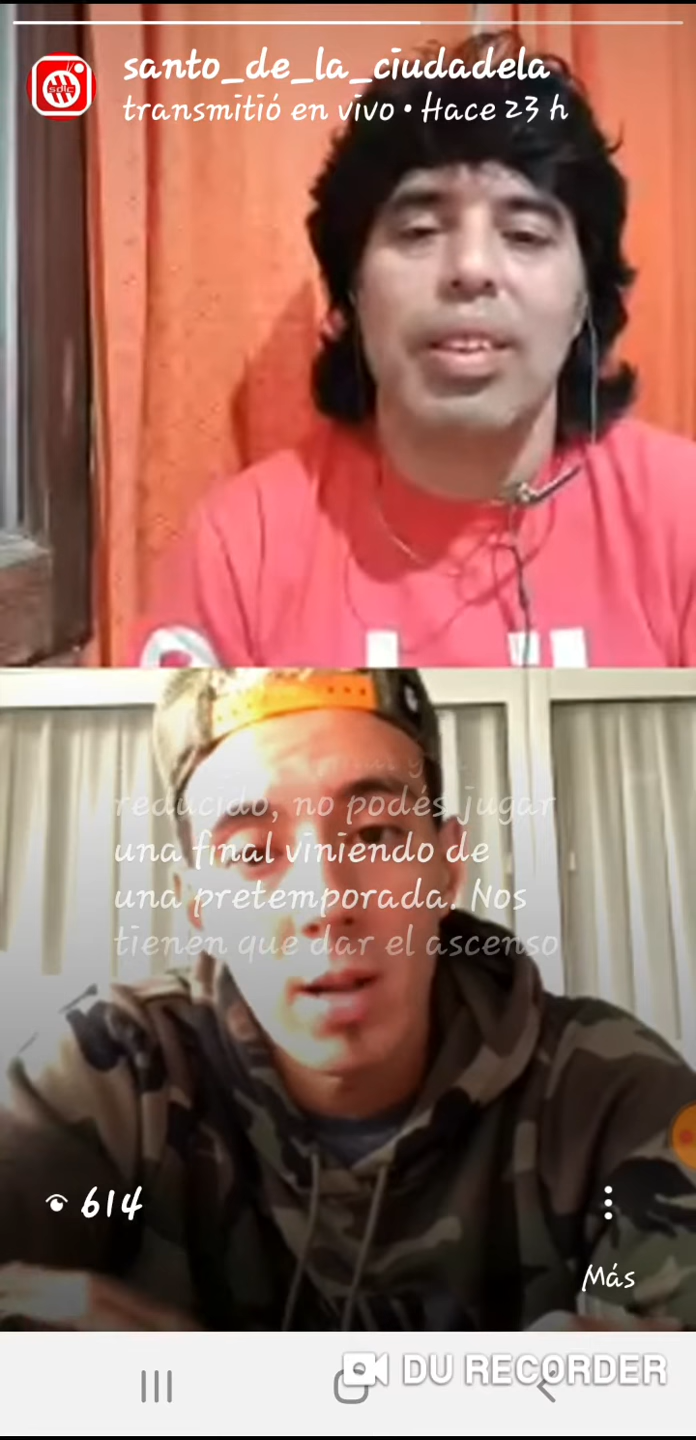 santo_de_la_ciudadela
sdlc
transmitió en vivo • Hace 23 h
reducido, no podés jugar
una final viniendo de
una pretemporada. Nos
tienen que dar el ascenso
614
Más
DU RECORDER